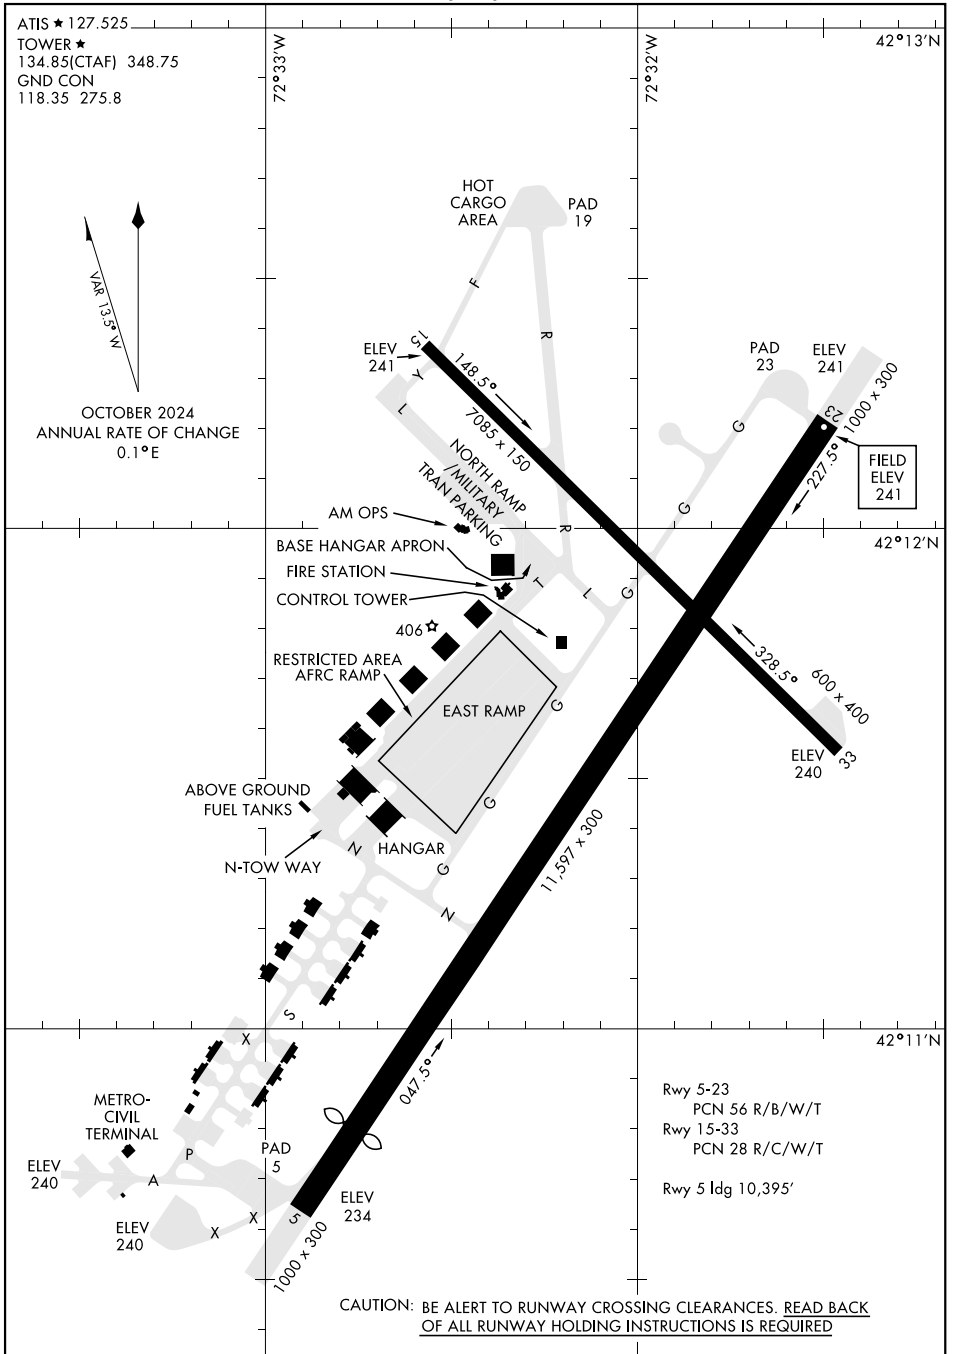 ATIS ★ 127.525
TOWER ★
134.85(CTAF) 348.75
GND CON
118.35 275.8
72°33'W
72°32'W
42°13'N
VAR 13.5° W
OCTOBER 2024
ANNUAL RATE OF CHANGE
0.1°E
HOT
CARGO
AREA
PAD
19
F
R
15
ELEV
241
148.5°
7085 x 150
Y
L
PAD
23
ELEV
241
1000 x 300
23
G
227.5°
FIELD
ELEV
241
NORTH RAMP
/MILITARY
TRAN PARKING
G
R
AM OPS
42°12'N
BASE HANGAR APRON
FIRE STATION
CONTROL TOWER
T
L
G
406
RESTRICTED AREA
AFRC RAMP
EAST RAMP
G
328.5°
600 x 400
ELEV
240
33
ABOVE GROUND
FUEL TANKS
G
N-TOW WAY
N
HANGAR
G
N
11,597 x 300
S
X
42°11'N
047.5°
METRO-
CIVIL
TERMINAL
Rwy 5-23
PCN 56 R/B/W/T
Rwy 15-33
PCN 28 R/C/W/T
Rwy 5 ldg 10,395'
PAD
5
P
A
ELEV
240
ELEV
234
ELEV
240
X
X
5
1000 x 300
CAUTION: BE ALERT TO RUNWAY CROSSING CLEARANCES. READ BACK
OF ALL RUNWAY HOLDING INSTRUCTIONS IS REQUIRED